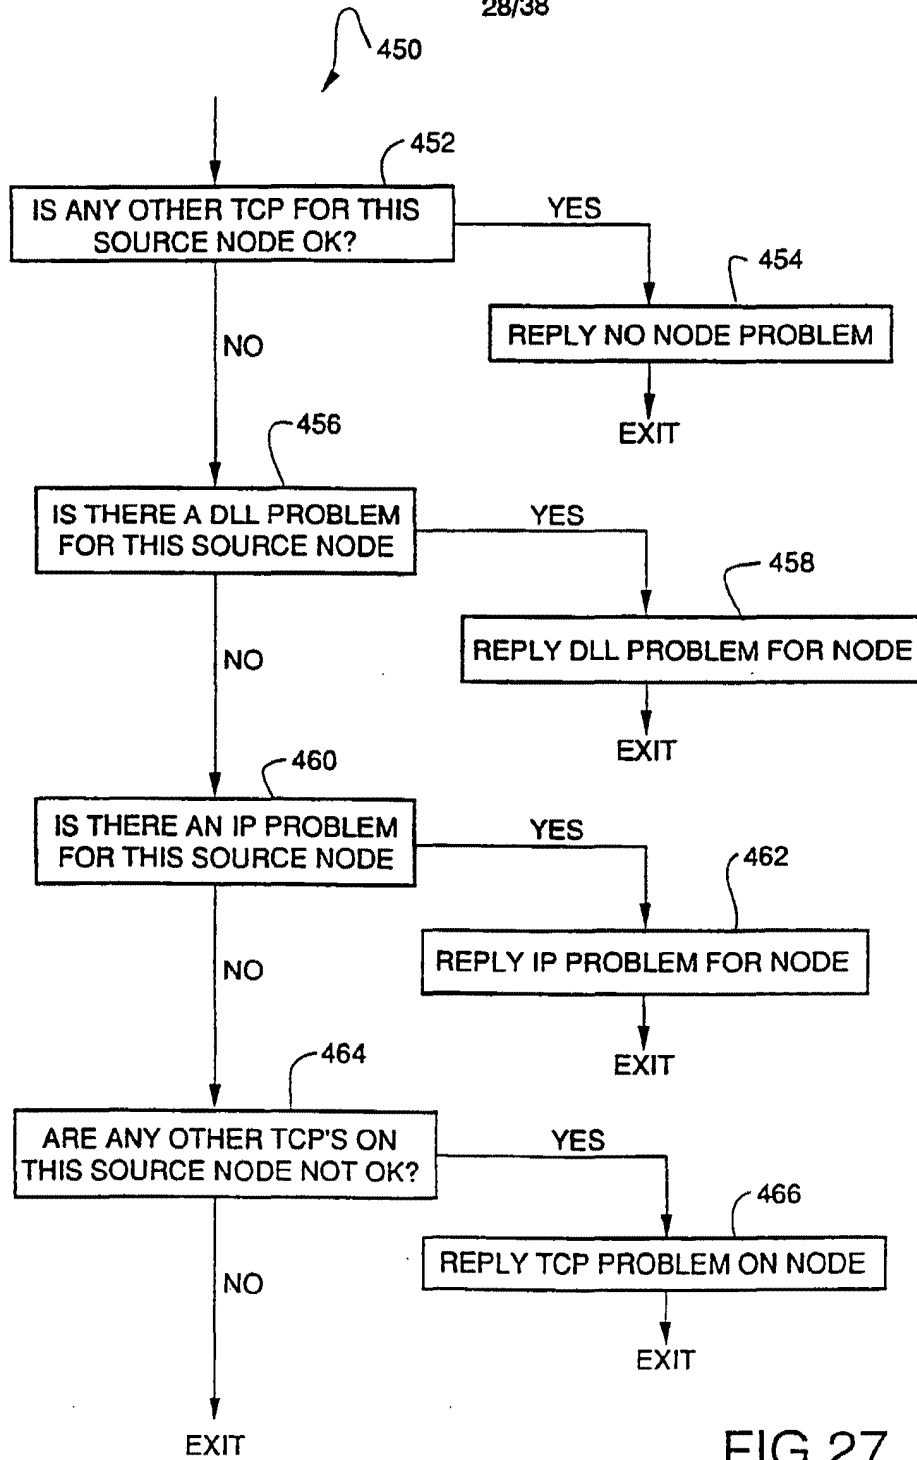 28/38
450
452
IS ANY OTHER TCP FOR THIS
SOURCE NODE OK?
YES
454
REPLY NO NODE PROBLEM
NO
EXIT
456
IS THERE A DLL PROBLEM
FOR THIS SOURCE NODE
YES
458
REPLY DLL PROBLEM FOR NODE
NO
EXIT
460
IS THERE AN IP PROBLEM
FOR THIS SOURCE NODE
YES
462
REPLY IP PROBLEM FOR NODE
NO
EXIT
464
ARE ANY OTHER TCP'S ON
THIS SOURCE NODE NOT OK?
YES
466
REPLY TCP PROBLEM ON NODE
NO
EXIT
EXIT
FIG 27